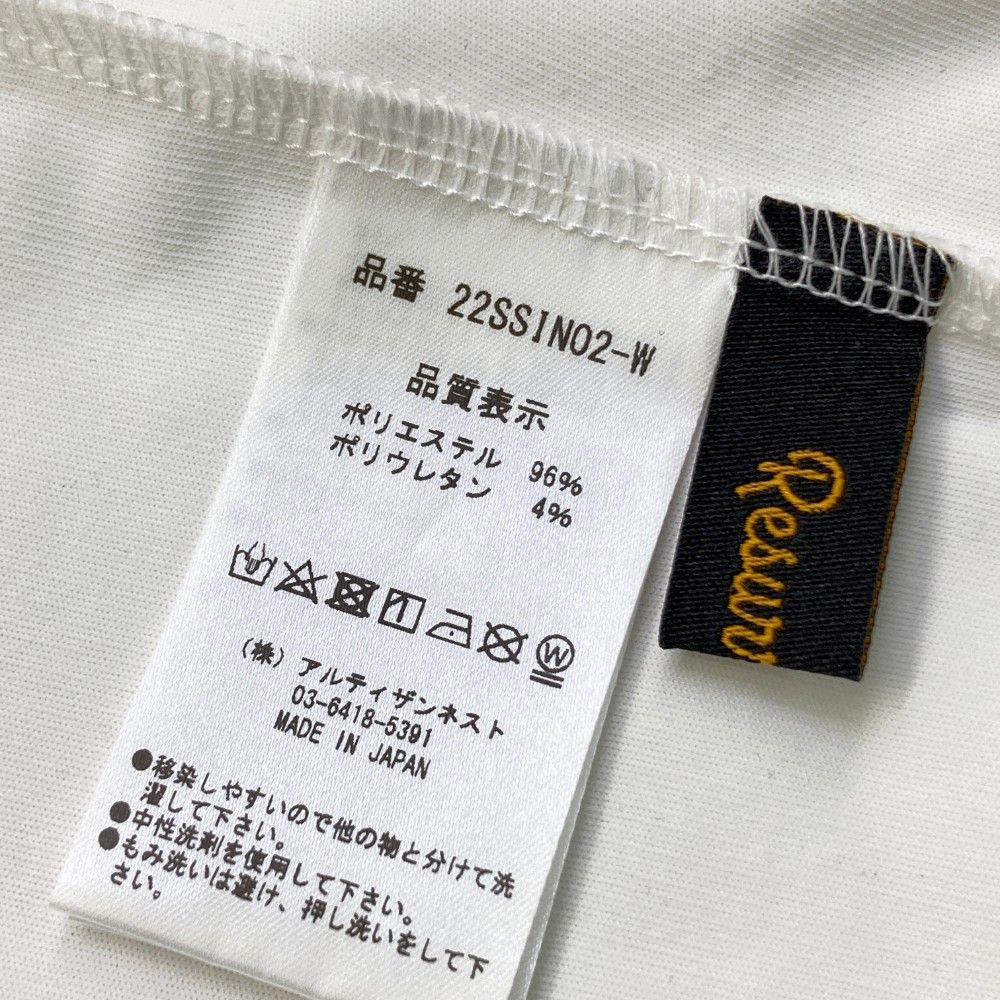 品番 22SSIN02-W
品質表示
ポリエステル 96%
ポリウレタン 4%
(株)アルティザンネスト
03-6418-5391
MADE IN JAPAN
●移染しやすいので他の物と分けて洗
濯して下さい。
●中性洗剤を使用して下さい。
●もみ洗いは避け、押し洗いをして下
さい。